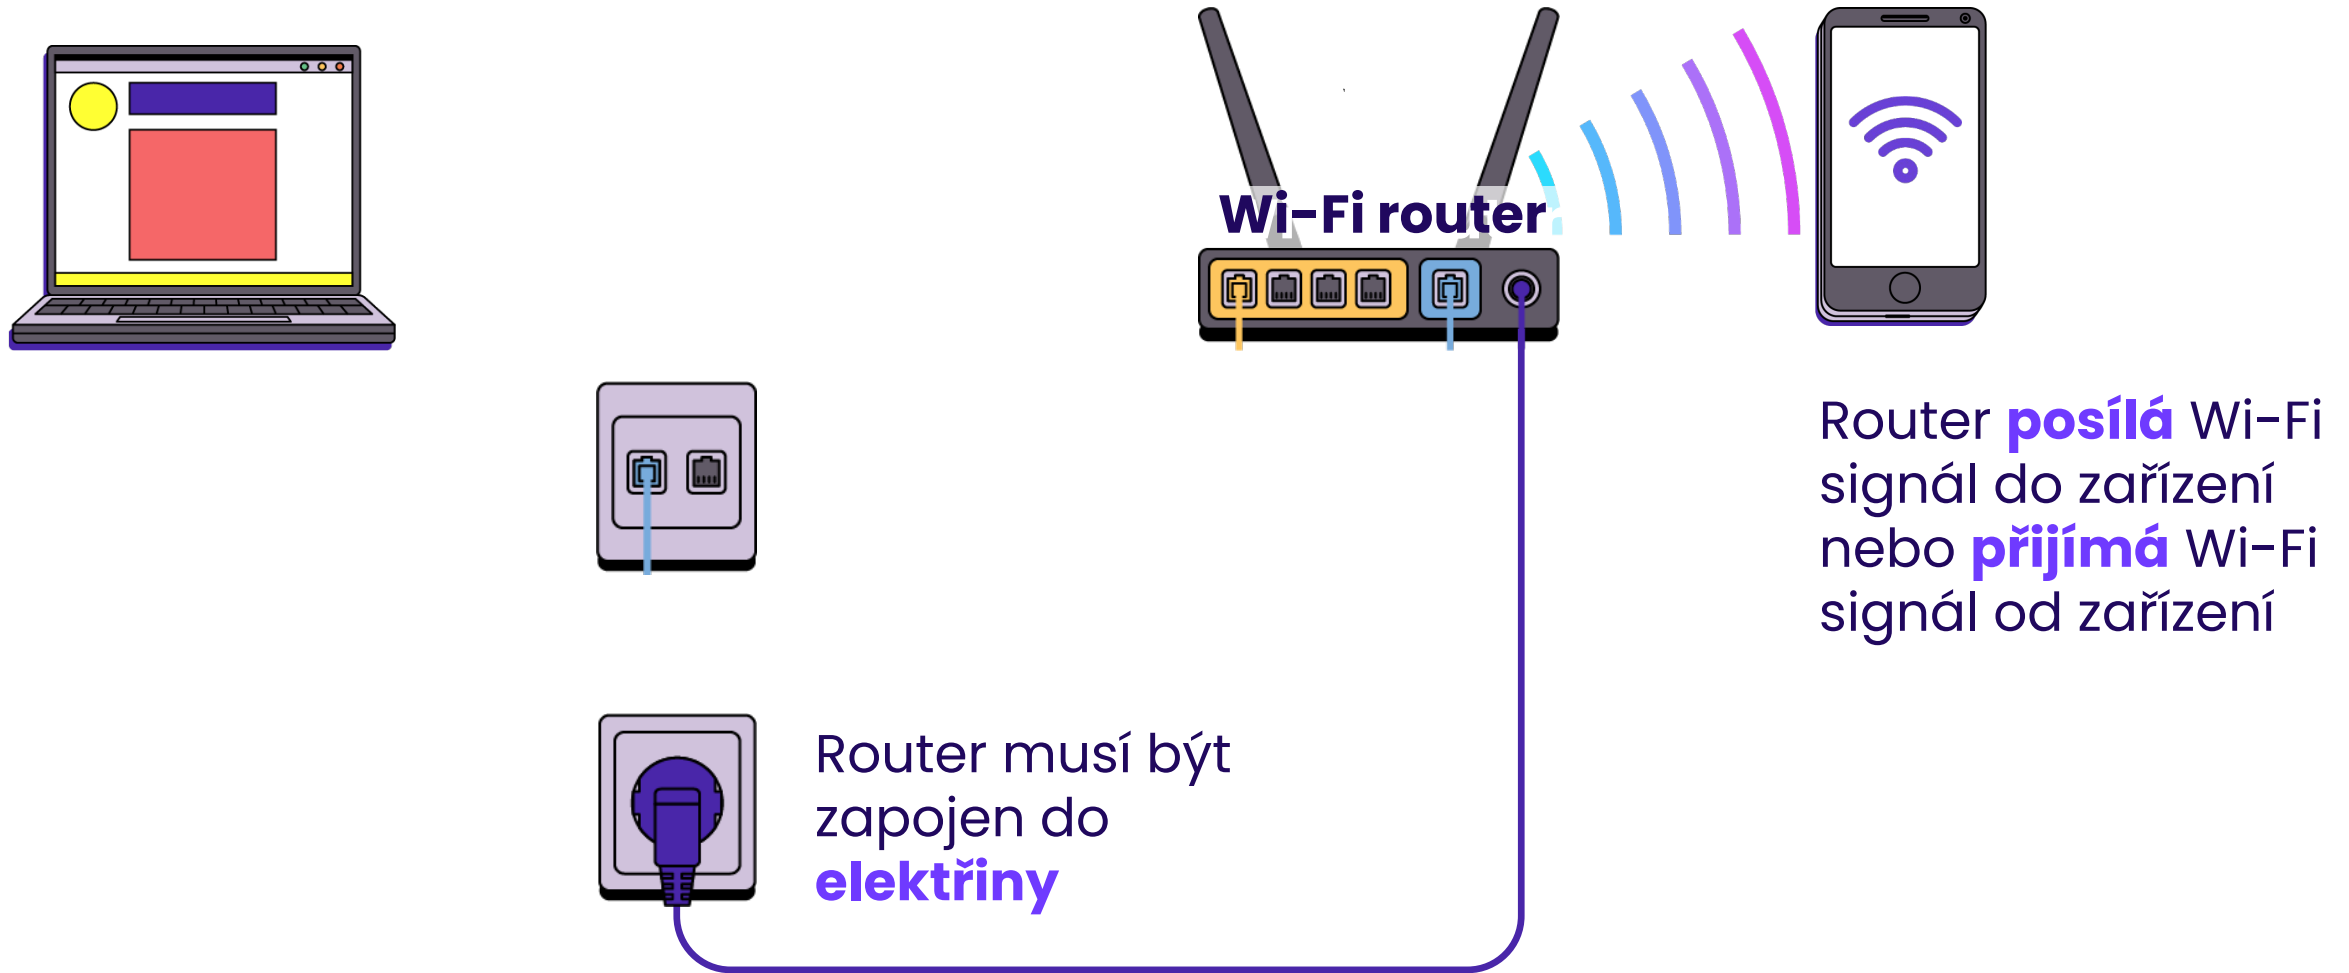 Wi-Fi router
Router posílá Wi-Fi
signál do zařízení
nebo přijímá Wi-Fi
signál od zařízení
Router musí být
zapojen do
elektřiny